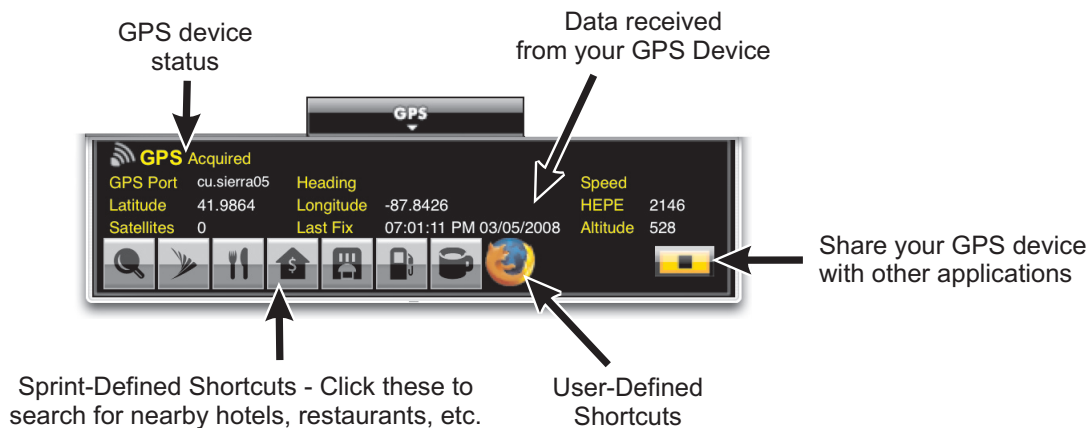 GPS device
status
Data received
from your GPS Device
GPS
GPS Acquired
GPS Port cu.sierra05 Heading Speed
Latitude 41.9864 Longitude -87.8426 HEPE 2146
Satellites 0 Last Fix 07:01:11 PM 03/05/2008 Altitude 528
$
Share your GPS device
with other applications
Sprint-Defined Shortcuts - Click these to
search for nearby hotels, restaurants, etc.
User-Defined
Shortcuts